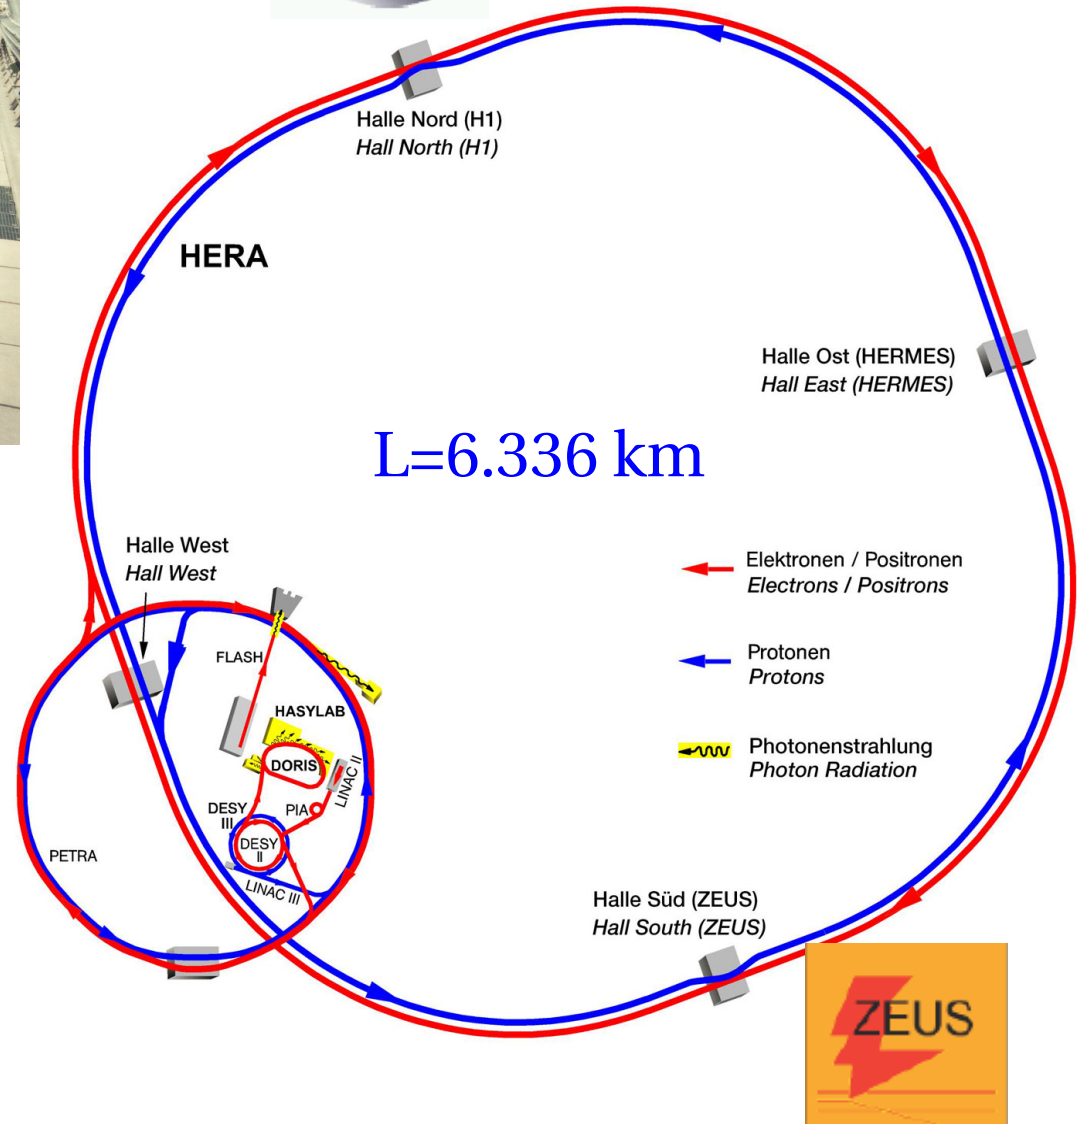 Halle Nord (H1)
Hall North (H1)
HERA
Halle Ost (HERMES)
Hall East (HERMES)
L=6.336 km
Halle West
Hall West
Elektronen / Positronen
Electrons / Positrons
Protonen
Protons
Photonenstrahlung
Photon Radiation
FLASH
HASYLAB
DORIS
LINAC II
PIA
DESY
III
DESY
II
LINAC III
PETRA
Halle Süd (ZEUS)
Hall South (ZEUS)
ZEUS